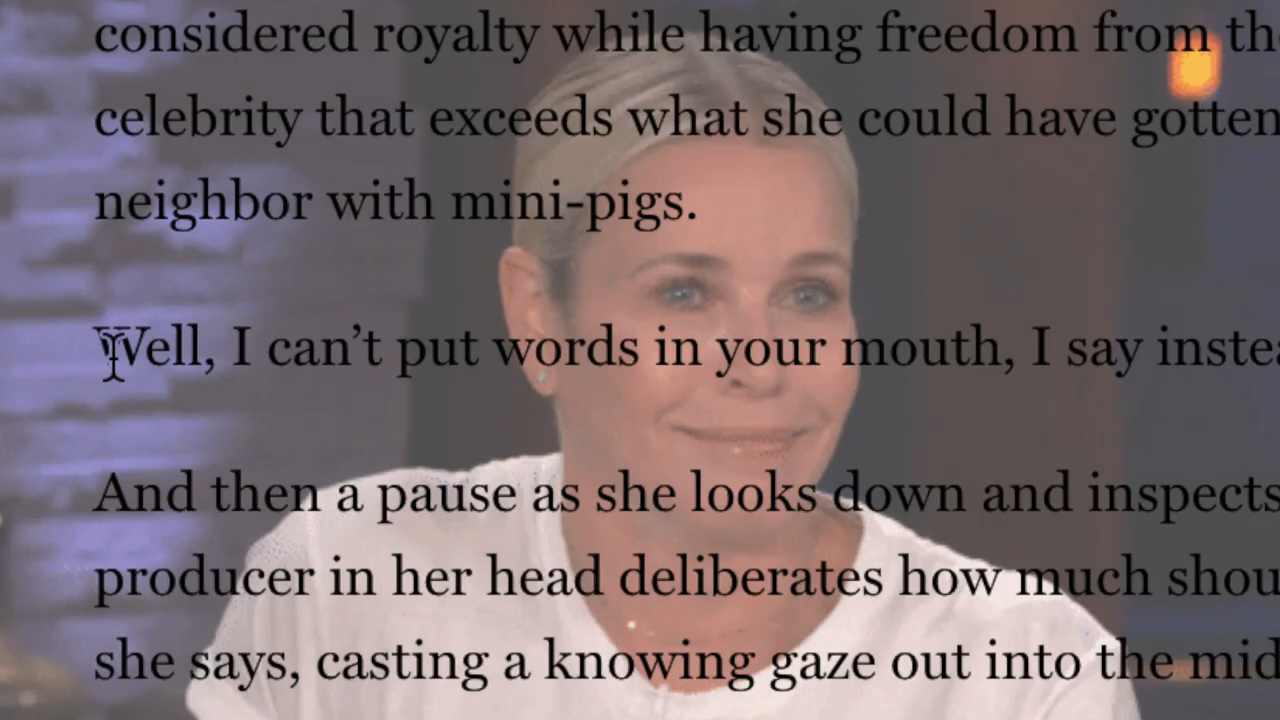 considered royalty while having freedom from th
celebrity that exceeds what she could have gotten
neighbor with mini-pigs.
Well, I can’t put words in your mouth, I say instea
And then a pause as she looks down and inspects
producer in her head deliberates how much shou
she says, casting a knowing gaze out into the mid